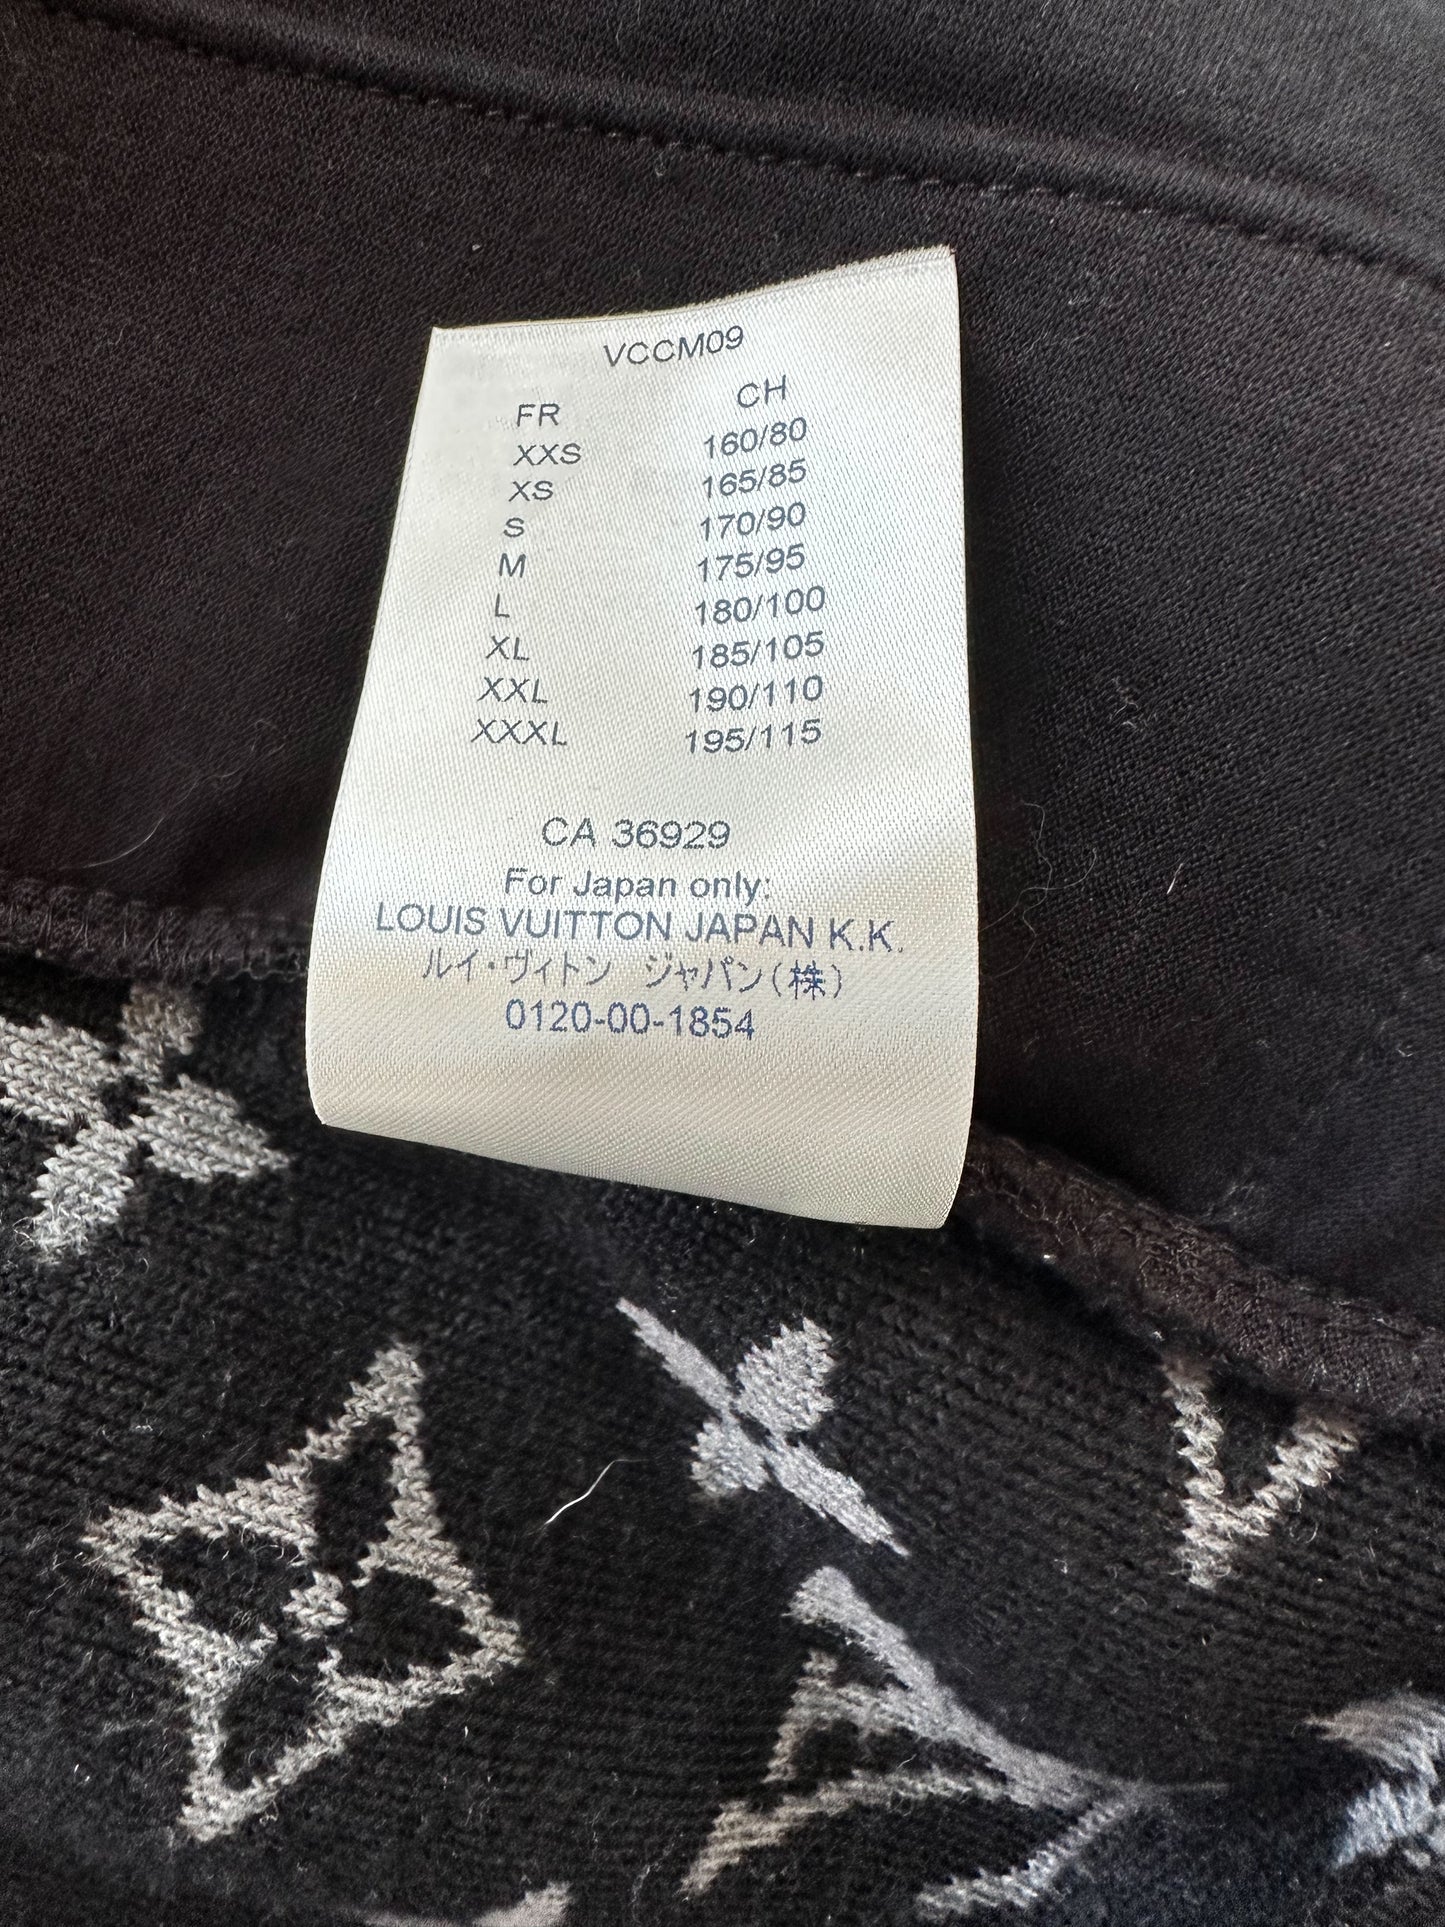 VCCM09
FR CH
XXS 160/80
XS 165/85
S 170/90
M 175/95
L 180/100
XL 185/105
XXL 190/110
XXXL 195/115
CA 36929
For Japan only:
LOUIS VUITTON JAPAN K.K.
ルイ・ヴィトン ジャパン(株)
0120-00-1854